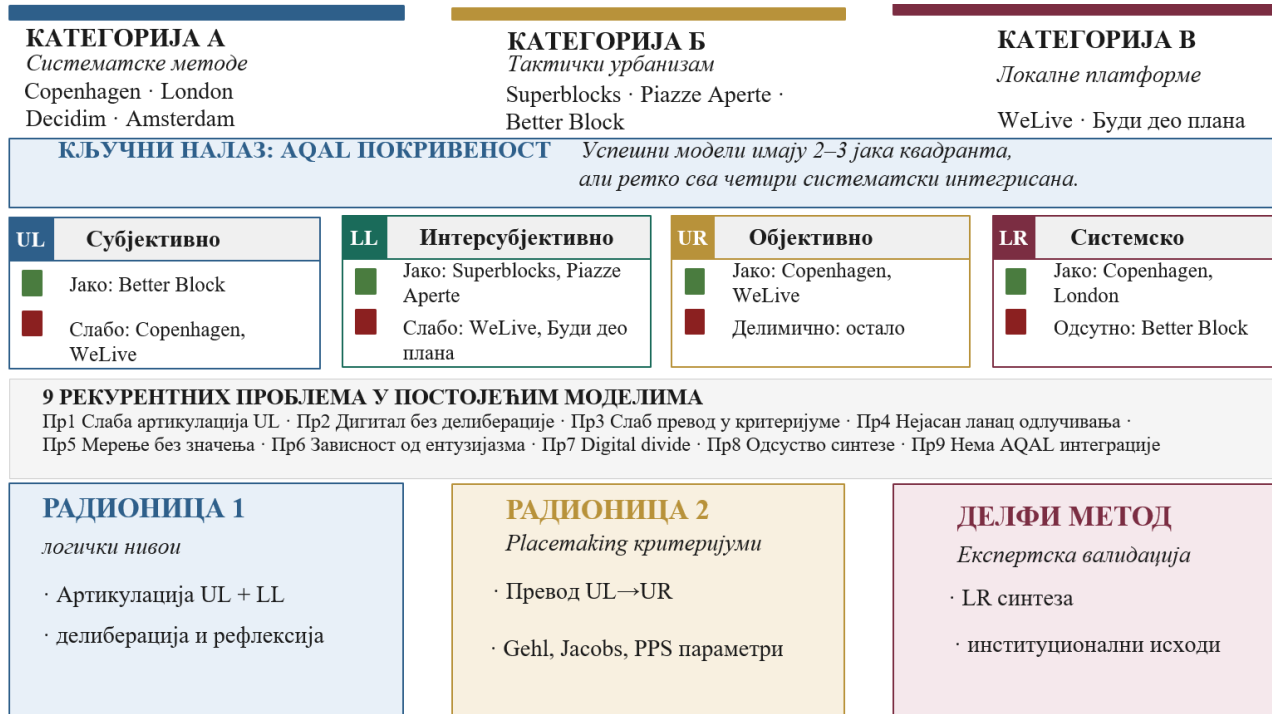 КАТЕГОРИЈА А
Систематске методе
Copenhagen · London
Decidim · Amsterdam
КАТЕГОРИЈА Б
Тактички урбанизам
Superblocks · Piazze Aperte ·
Better Block
КАТЕГОРИЈА В
Локалне платформе
WeLive · Буди део плана
КЉУЧНИ НАЛАЗ: AQAL ПОКРИВЕНОСТ
Успешни модели имају 2–3 јака квадранта,
али ретко сва четири систематски интегрисана.
UL Субјективно
Јако: Better Block
Слабо: Copenhagen,
WeLive
LL Интерсубјективно
Јако: Superblocks, Piazze
Aperte
Слабо: WeLive, Буди део
плана
UR Објективно
Јако: Copenhagen,
WeLive
Делимично: остало
LR Системско
Јако: Copenhagen,
London
Одсутно: Better Block
9 РЕКУРЕНТНИХ ПРОБЛЕМА У ПОСТОЈЕЋИМ МОДЕЛИМА
Пр1 Слаба артикулација UL · Пр2 Дигитал без делиберације · Пр3 Слаб превод у критеријуме · Пр4 Нејасан ланац одлучивања ·
Пр5 Мерење без значења · Пр6 Зависност од ентузијазма · Пр7 Digital divide · Пр8 Одсуство синтезе · Пр9 Нема AQAL интеграције
РАДИОНИЦА 1
логички нивои
· Артикулација UL + LL
· делиберација и рефлексија
РАДИОНИЦА 2
Placemaking критеријуми
· Превод UL→UR
· Gehl, Jacobs, PPS параметри
ДЕЛФИ МЕТОД
Експертска валидација
· LR синтеза
· институционални исходи